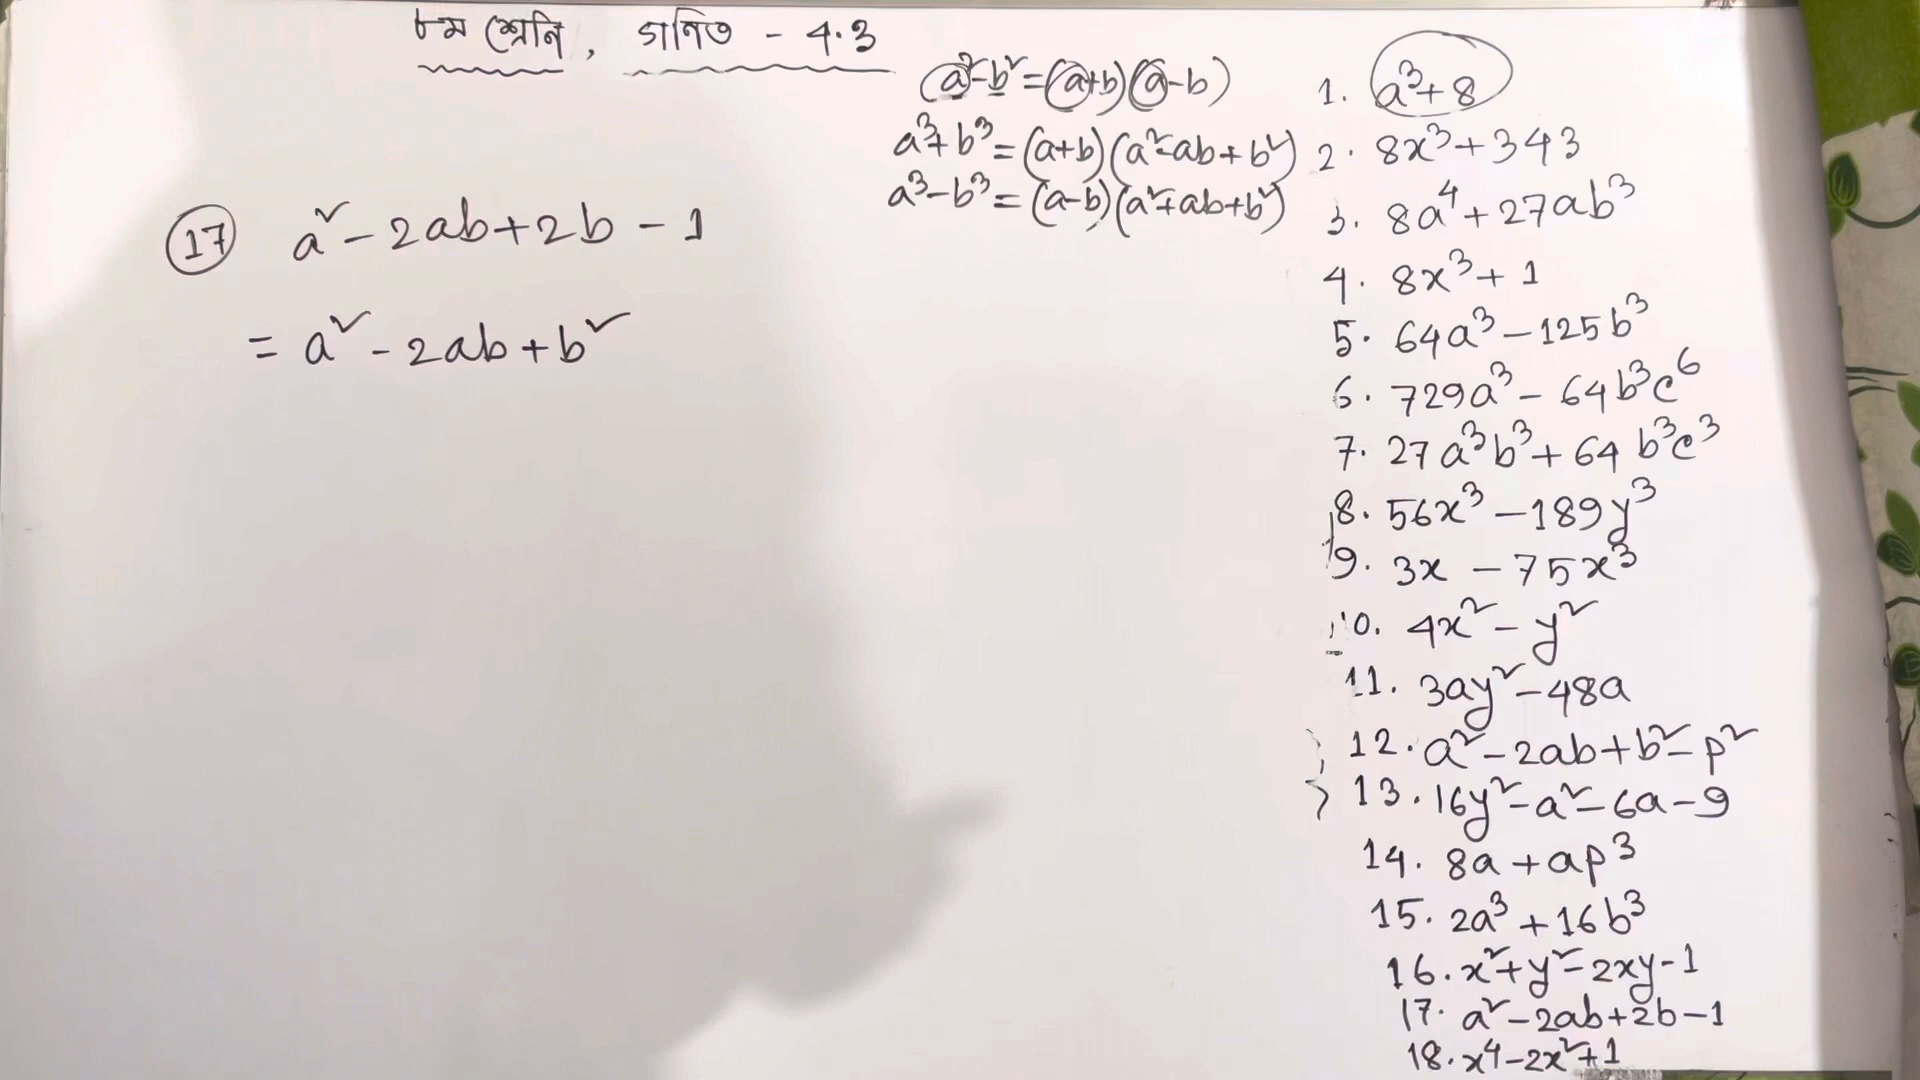 ৮ম শ্রেনি, গনিত - 4.3
a²-b²=(a+b)(a-b)
a³+b³=(a+b)(a²-ab+b²)
a³-b³=(a-b)(a²+ab+b²)
17 a²-2ab+2b-1
= a²-2ab+b²
1. a³+8
2. 8x³+343
3. 8a⁴+27ab³
4. 8x³+1
5. 64a³-125b³
6. 729a³-64b³c⁶
7. 27a³b³+64b³c³
8. 56x³-189y³
9. 3x-75x³
10. 4x²-y²
11. 3ay²-48a
12. a²-2ab+b²-p²
13. 16y²-a²-6a-9
14. 8a+ap³
15. 2a³+16b³
16. x²+y²-2xy-1
17. a²-2ab+2b-1
18. x⁴-2x²+1